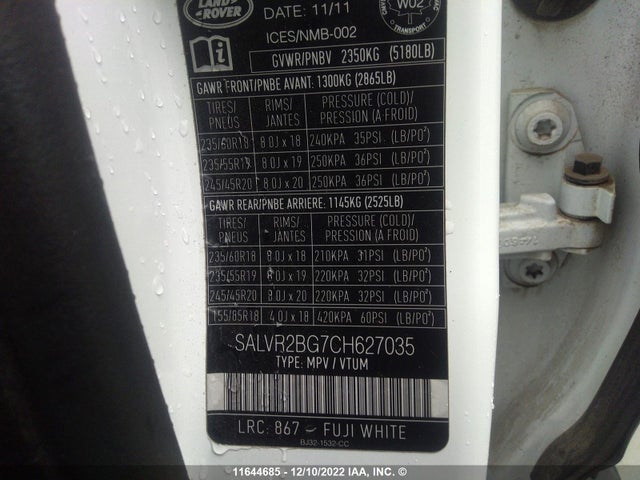 LAND ROVER
DATE: 11/11
ICES/NMB-002
W02
TRANSPORT
GVWR/PNBV 2350KG (5180LB)
GAWR FRONT/PNBE AVANT: 1300KG (2865LB)
TIRES/ PNEUS RIMS/ JANTES PRESSURE (COLD)/ PRESSION (A FROID)
235/60R18 8.0J x 18 240KPA 35PSI (LB/PO²)
235/55R19 8.0J x 19 250KPA 36PSI (LB/PO²)
245/45R20 8.0J x 20 250KPA 36PSI (LB/PO²)
GAWR REAR/PNBE ARRIERE: 1145KG (2525LB)
TIRES/ PNEUS RIMS/ JANTES PRESSURE (COLD)/ PRESSION (A FROID)
235/60R18 8.0J x 18 210KPA 31PSI (LB/PO²)
235/55R19 8.0J x 19 220KPA 32PSI (LB/PO²)
245/45R20 8.0J x 20 220KPA 32PSI (LB/PO²)
155/85R18 4.0J x 18 420KPA 60PSI (LB/PO²)
SALVR2BG7CH627035
TYPE: MPV / VTUM
LRC: 867 - FUJI WHITE
BJ32-1532-CC
11644685 - 12/10/2022 IAA, INC. ©